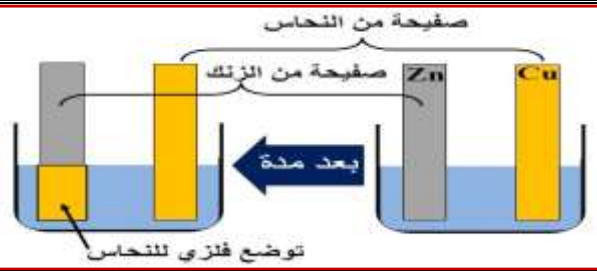 صفيحة من النحاس
صفيحة من الزنك
Zn
Cu
بعد مدة
توضع فلزي للنحاس